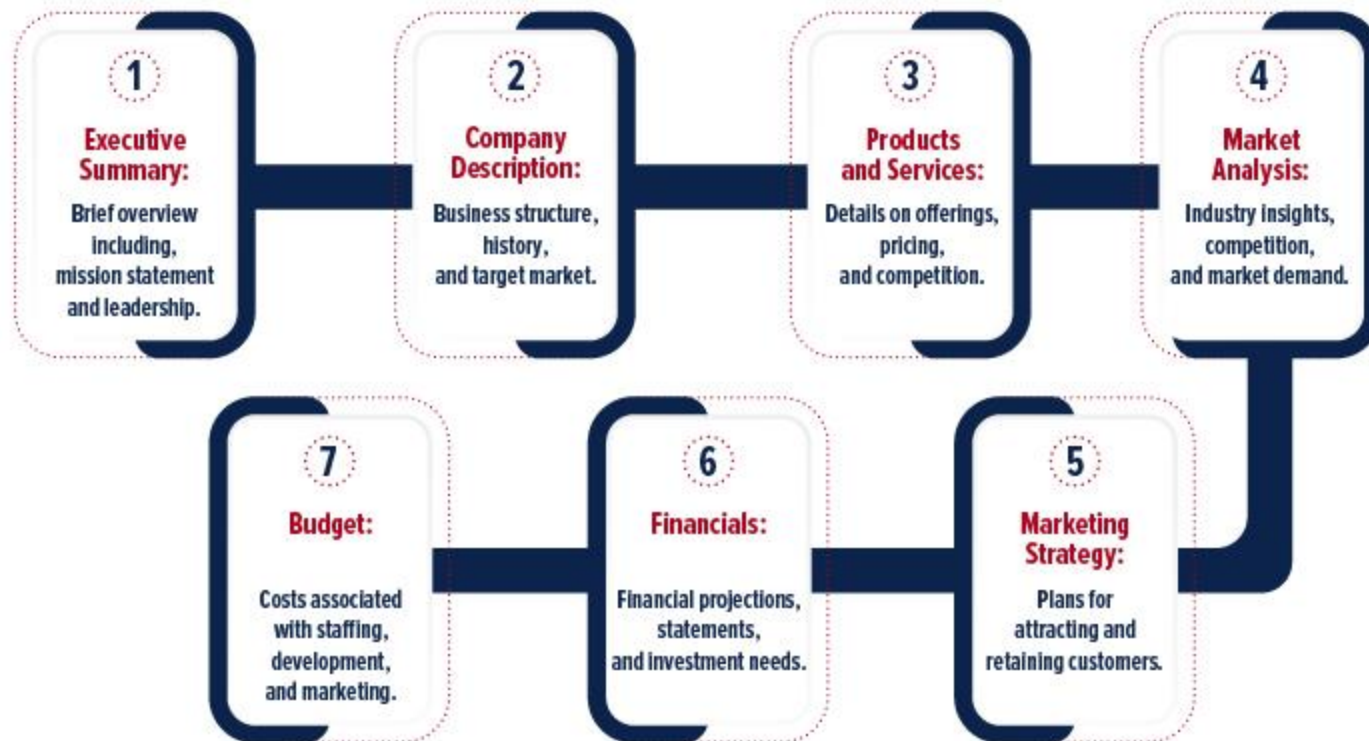 1
Executive
Summary:
Brief overview
including,
mission statement
and leadership.
2
Company
Description:
Business structure,
history,
and target market.
3
Products
and Services:
Details on offerings,
pricing,
and competition.
4
Market
Analysis:
Industry insights,
competition,
and market demand.
5
Marketing
Strategy:
Plans for
attracting and
retaining customers.
6
Financials:
Financial projections,
statements,
and investment needs.
7
Budget:
Costs associated
with staffing,
development,
and marketing.